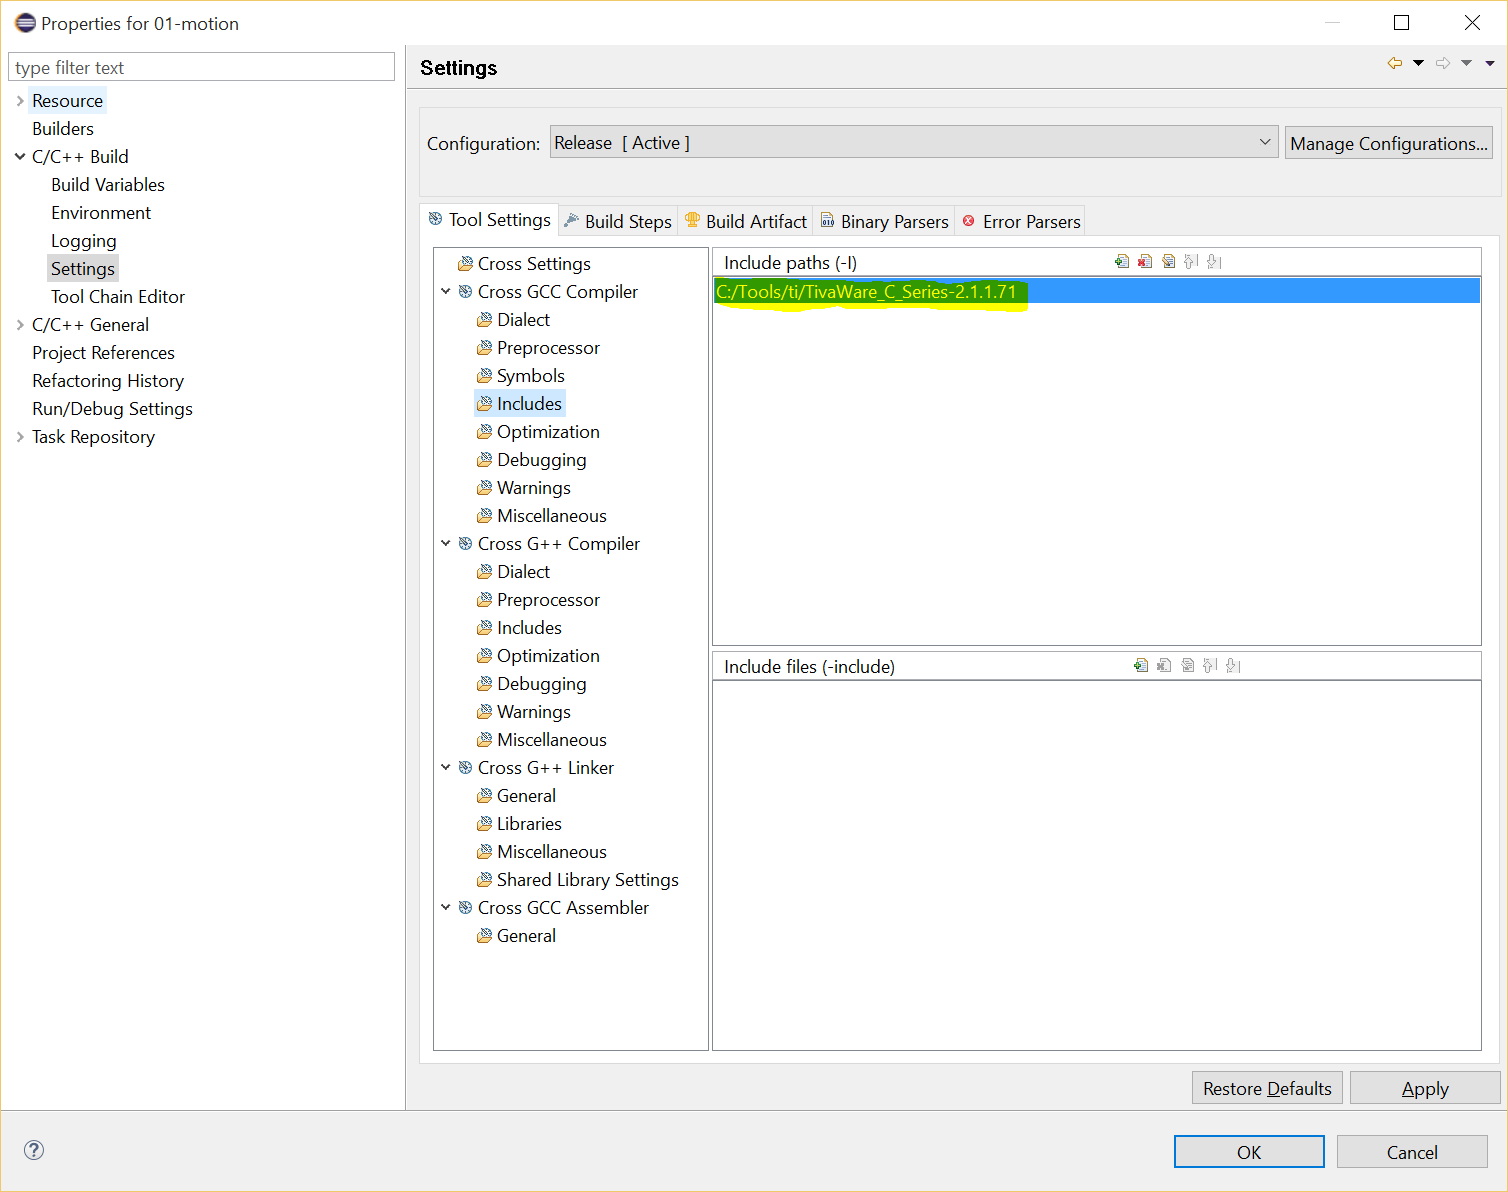 Properties for 01-motion
type filter text
Resource
Builders
C/C++ Build
Build Variables
Environment
Logging
Settings
Tool Chain Editor
C/C++ General
Project References
Refactoring History
Run/Debug Settings
Task Repository
Settings
Configuration: Release [ Active ] Manage Configurations...
Tool Settings Build Steps Build Artifact Binary Parsers Error Parsers
Cross Settings
Cross GCC Compiler
Dialect
Preprocessor
Symbols
Includes
Optimization
Debugging
Warnings
Miscellaneous
Cross G++ Compiler
Dialect
Preprocessor
Includes
Optimization
Debugging
Warnings
Miscellaneous
Cross G++ Linker
General
Libraries
Miscellaneous
Shared Library Settings
Cross GCC Assembler
General
Include paths (-I)
C:/Tools/ti/TivaWare_C_Series-2.1.1.71
Include files (-include)
Restore Defaults Apply
? OK Cancel